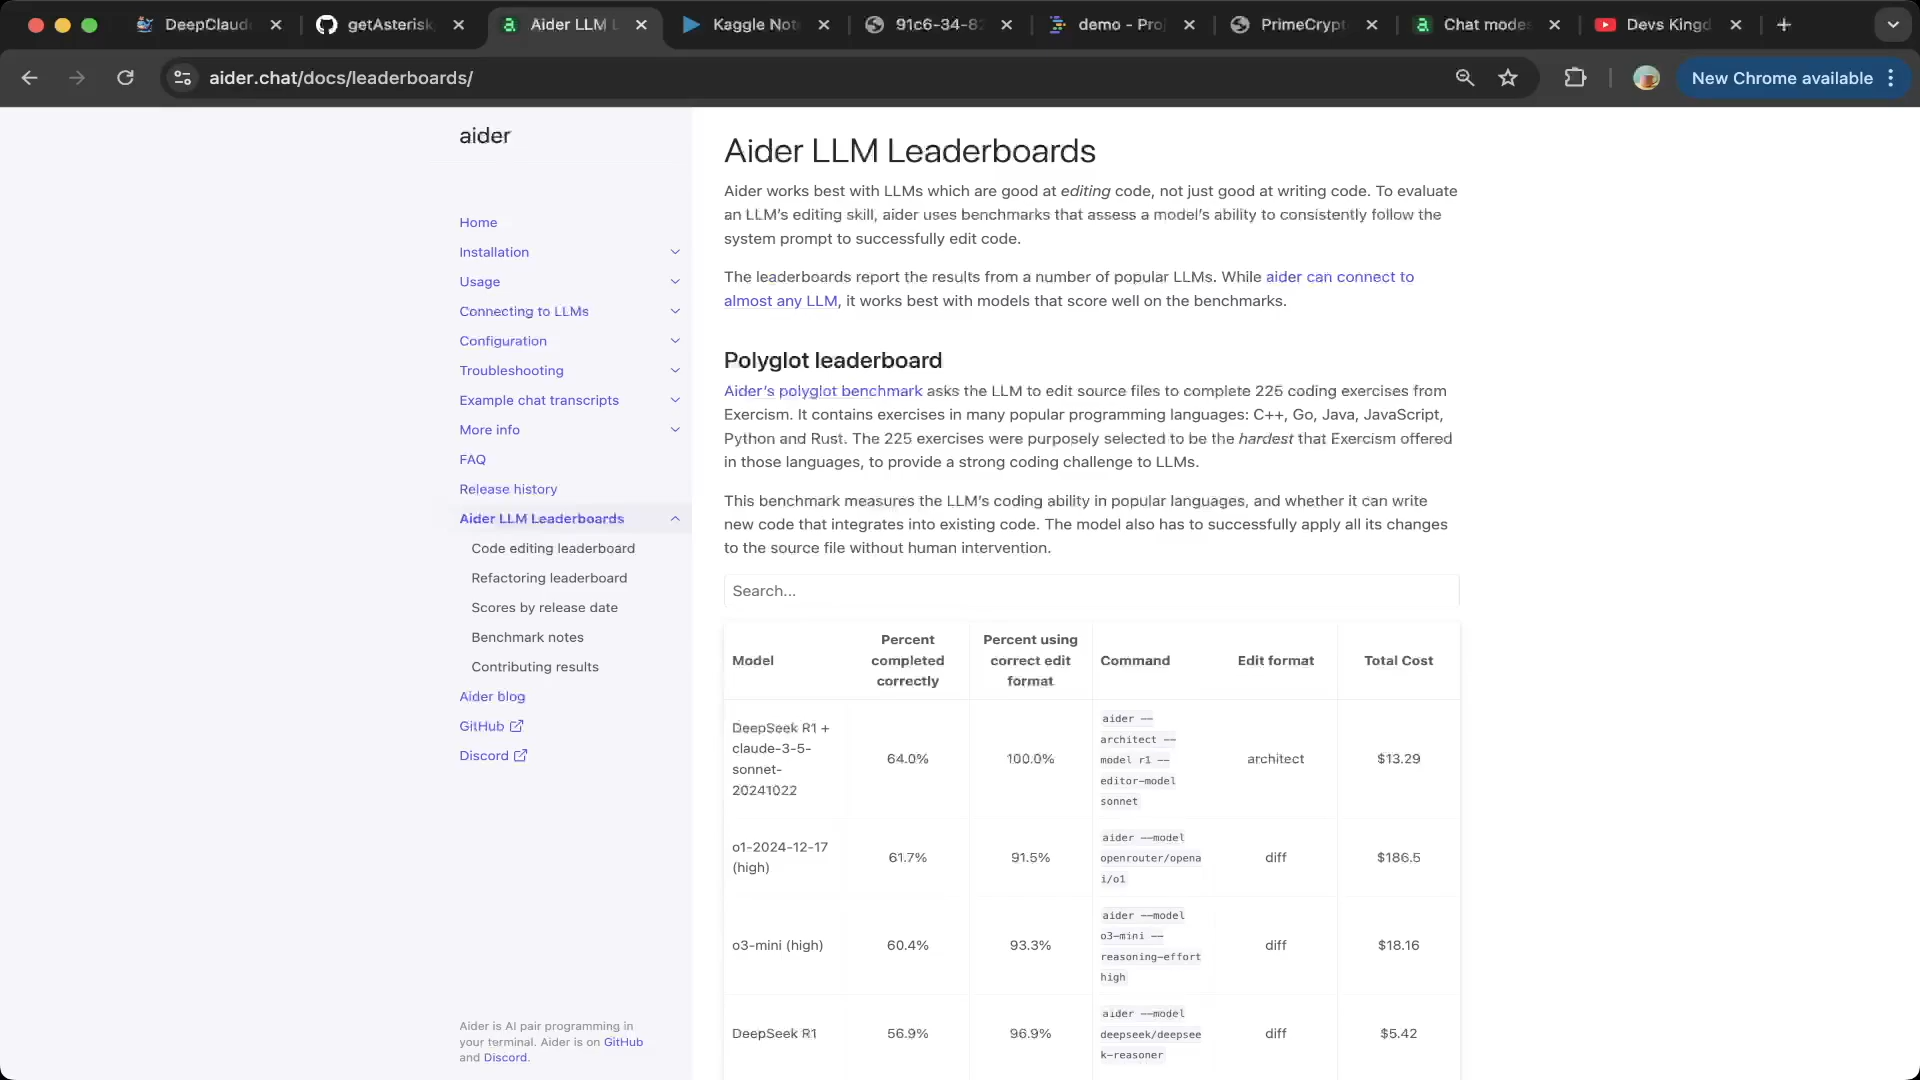 DeepClaude
getAsterisk
Aider LLM L
Kaggle Not
91c6-34-82
demo - Proj
PrimeCrypt
Chat modes
Devs Kingd
aider.chat/docs/leaderboards/
New Chrome available
aider
Home
Installation
Usage
Connecting to LLMs
Configuration
Troubleshooting
Example chat transcripts
More info
FAQ
Release history
Aider LLM Leaderboards
Code editing leaderboard
Refactoring leaderboard
Scores by release date
Benchmark notes
Contributing results
Aider blog
GitHub
Discord
Aider is AI pair programming in
your terminal. Aider is on GitHub
and Discord.
Aider LLM Leaderboards
Aider works best with LLMs which are good at editing code, not just good at writing code. To evaluate
an LLM's editing skill, aider uses benchmarks that assess a model's ability to consistently follow the
system prompt to successfully edit code.
The leaderboards report the results from a number of popular LLMs. While aider can connect to
almost any LLM, it works best with models that score well on the benchmarks.
Polyglot leaderboard
Aider's polyglot benchmark asks the LLM to edit source files to complete 225 coding exercises from
Exercism. It contains exercises in many popular programming languages: C++, Go, Java, JavaScript,
Python and Rust. The 225 exercises were purposely selected to be the hardest that Exercism offered
in those languages, to provide a strong coding challenge to LLMs.
This benchmark measures the LLM's coding ability in popular languages, and whether it can write
new code that integrates into existing code. The model also has to successfully apply all its changes
to the source file without human intervention.
Search...
Model
Percent
completed
correctly
Percent using
correct edit
format
Command
Edit format
Total Cost
DeepSeek R1 +
claude-3-5-
sonnet-
20241022
64.0%
100.0%
aider --
architect --
model r1 --
editor-model
sonnet
architect
$13.29
o1-2024-12-17
(high)
61.7%
91.5%
aider --model
openrouter/opena
i/o1
diff
$186.5
o3-mini (high)
60.4%
93.3%
aider --model
o3-mini --
reasoning-effort
high
diff
$18.16
DeepSeek R1
56.9%
96.9%
aider --model
deepseek/deepsee
k-reasoner
diff
$5.42